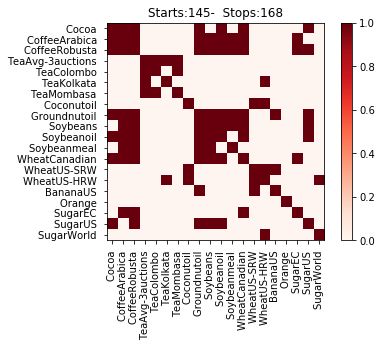 Starts:145-  Stops:168
Cocoa
CoffeeArabica
CoffeeRobusta
TeaAvg-3auctions
TeaColombo
TeaKolkata
TeaMombasa
Coconutoil
Groundnutoil
Soybeans
Soybeanoil
Soybeanmeal
WheatCanadian
WheatUS-SRW
WheatUS-HRW
BananaUS
Orange
SugarEC
SugarUS
SugarWorld
Cocoa
CoffeeArabica
CoffeeRobusta
TeaAvg-3auctions
TeaColombo
TeaKolkata
TeaMombasa
Coconutoil
Groundnutoil
Soybeans
Soybeanoil
Soybeanmeal
WheatCanadian
WheatUS-SRW
WheatUS-HRW
BananaUS
Orange
SugarEC
SugarUS
SugarWorld
1.0
0.8
0.6
0.4
0.2
0.0